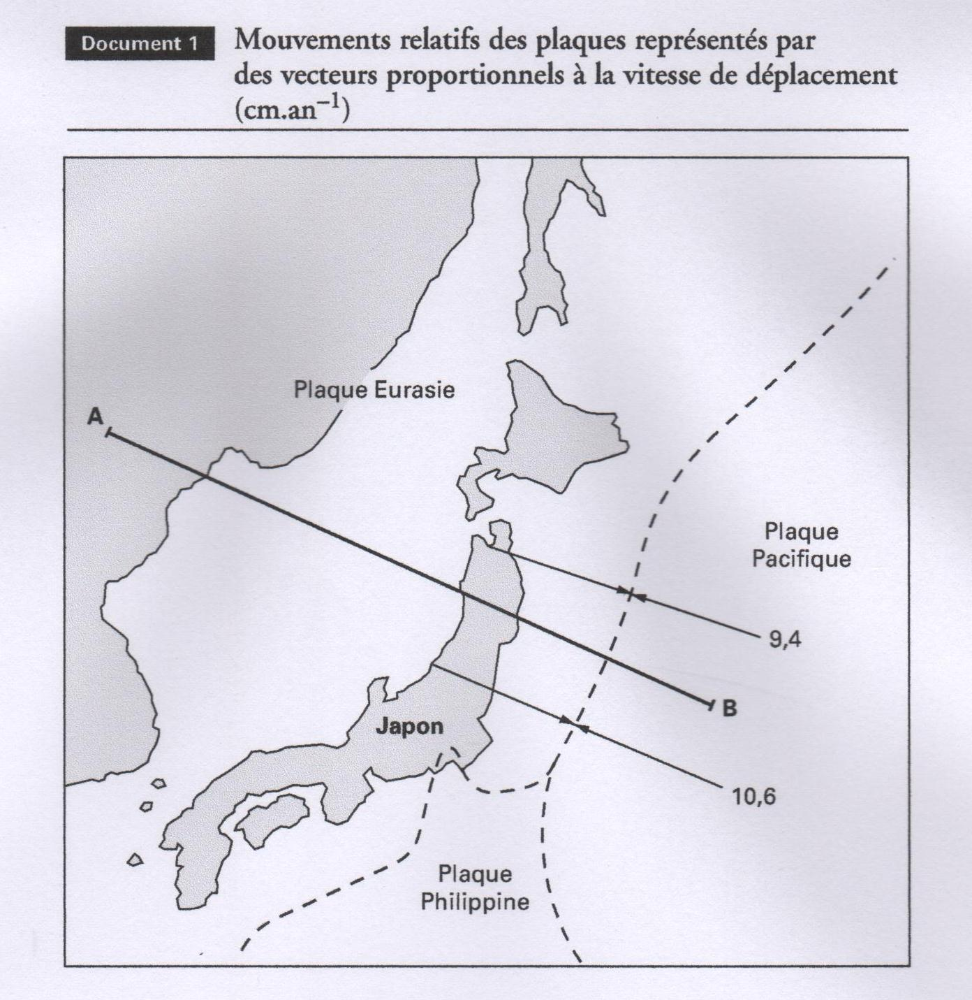 Document 1
Mouvements relatifs des plaques représentés par
des vecteurs proportionnels à la vitesse de déplacement
(cm.an⁻¹)
Plaque Eurasie
A
Plaque
Pacifique
9,4
B
Japon
10,6
Plaque
Philippine